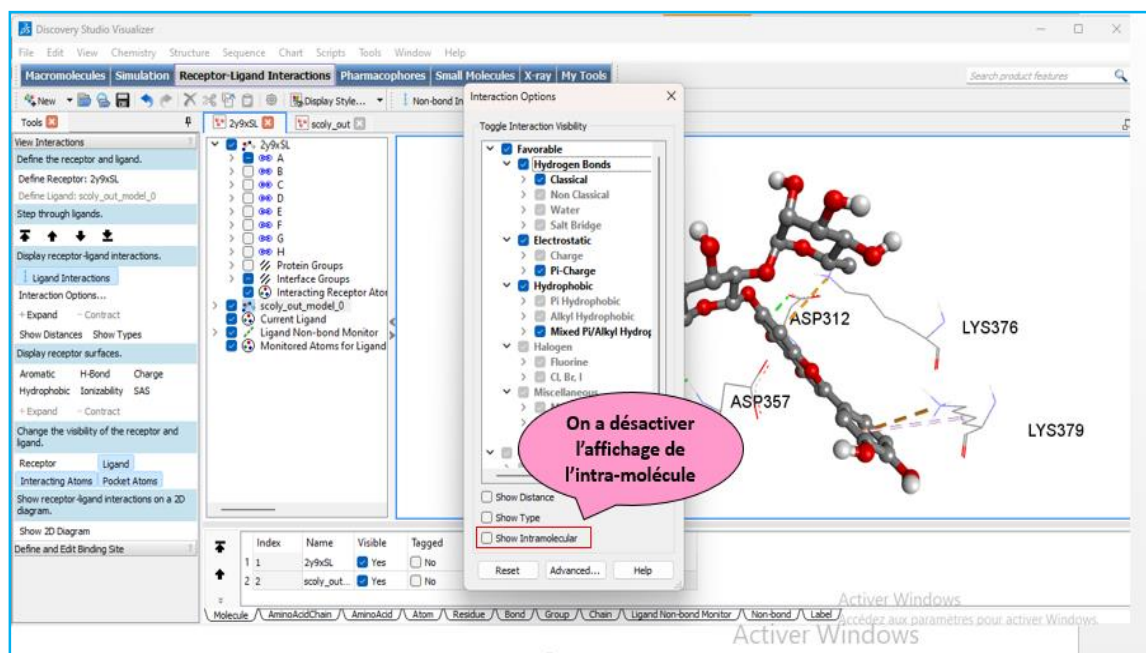 Discovery Studio Visualizer
File Edit View Chemistry Structure Sequence Chart Scripts Tools Window Help
Macromolecules Simulation Receptor-Ligand Interactions Pharmacophores Small Molecules X-ray My Tools
Search product features
New Display Style... Non-bond In
Tools
2y9xSL scoly_out
View Interactions
Define the receptor and ligand.
Define Receptor: 2y9xSL
Define Ligand: scoly_out_model_0
Step through ligands.
Display receptor-ligand interactions.
Ligand Interactions
Interaction Options...
+ Expand - Contract
Show Distances Show Types
Display receptor surfaces.
Aromatic H-Bond Charge
Hydrophobic Ionizability SAS
+ Expand - Contract
Change the visibility of the receptor and
ligand.
Receptor Ligand
Interacting Atoms Pocket Atoms
Show receptor-ligand interactions on a 2D
diagram.
Show 2D Diagram
Define and Edit Binding Site
2y9xSL
A
B
C
D
E
F
G
H
Protein Groups
Interface Groups
Interacting Receptor Ator
scoly_out_model_0
Current Ligand
Ligand Non-bond Monitor
Monitored Atoms for Ligand
Interaction Options
Toggle Interaction Visibility
Favorable
Hydrogen Bonds
Classical
Non Classical
Water
Salt Bridge
Electrostatic
Charge
Pi-Charge
Hydrophobic
Pi Hydrophobic
Alkyl Hydrophobic
Mixed Pi/Alkyl Hydrop
Halogen
Fluorine
Cl, Br, I
Miscellaneous
On a désactiver
l'affichage de
l'intra-molécule
Show Distance
Show Type
Show Intramolecular
Reset Advanced... Help
ASP312
LYS376
ASP357
LYS379
Index Name Visible Tagged
1 1 2y9xSL Yes No
2 2 scoly_out... Yes No
Molecule AminoAcidChain AminoAcid Atom Residue Bond Group Chain Ligand Non-bond Monitor Non-bond Label
Activer Windows
Accédez aux paramètres pour activer Windows.
Activer Windows